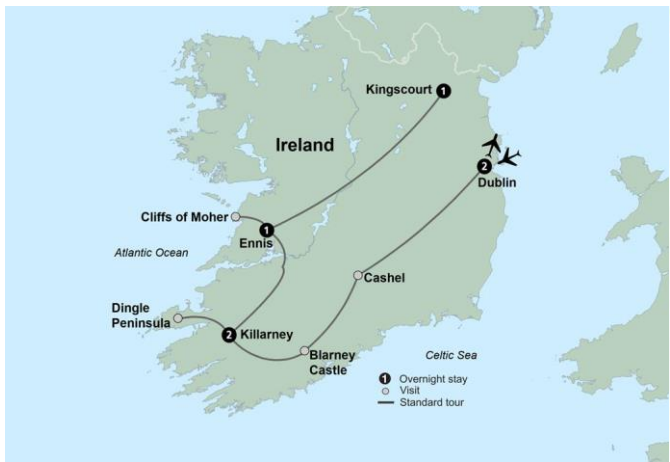 Kingscourt 1
Ireland
2
Dublin
Cliffs of Moher
1
Ennis
Atlantic Ocean
Cashel
Dingle
Peninsula
2 Killarney
Blarney
Castle
Celtic Sea
1 Overnight stay
Visit
Standard tour